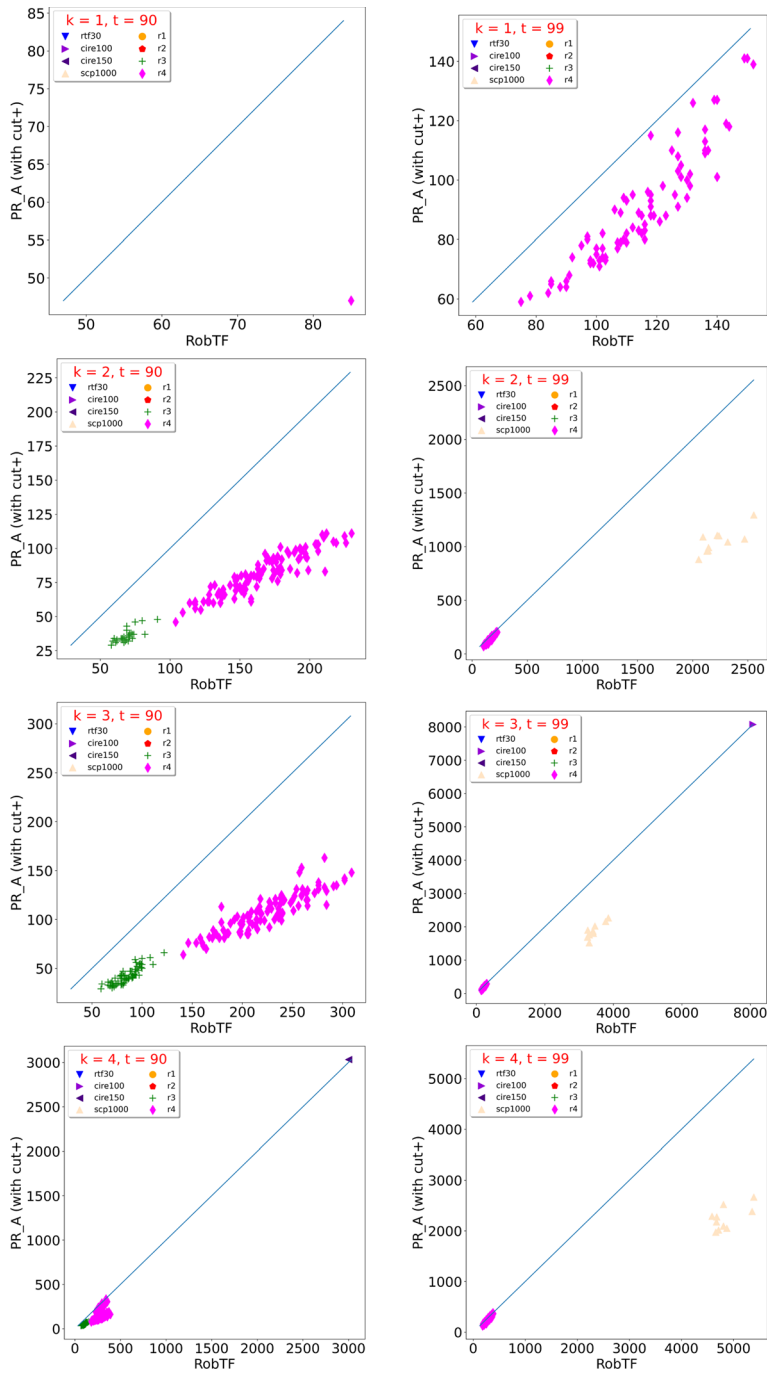 k = 1, t = 90
rtf30 r1
cire100 r2
cire150 r3
scp1000 r4
85
80
75
70
65
60
55
50
PR_A (with cut+)
50 60 70 80
RobTF
k = 1, t = 99
rtf30 r1
cire100 r2
cire150 r3
scp1000 r4
140
120
100
80
60
PR_A (with cut+)
60 80 100 120 140
RobTF
k = 2, t = 90
rtf30 r1
cire100 r2
cire150 r3
scp1000 r4
225
200
175
150
125
100
75
50
25
PR_A (with cut+)
50 100 150 200
RobTF
k = 2, t = 99
rtf30 r1
cire100 r2
cire150 r3
scp1000 r4
2500
2000
1500
1000
500
0
PR_A (with cut+)
0 500 1000 1500 2000 2500
RobTF
k = 3, t = 90
rtf30 r1
cire100 r2
cire150 r3
scp1000 r4
300
250
200
150
100
50
PR_A (with cut+)
50 100 150 200 250 300
RobTF
k = 3, t = 99
rtf30 r1
cire100 r2
cire150 r3
scp1000 r4
8000
7000
6000
5000
4000
3000
2000
1000
0
PR_A (with cut+)
0 2000 4000 6000 8000
RobTF
k = 4, t = 90
rtf30 r1
cire100 r2
cire150 r3
scp1000 r4
3000
2500
2000
1500
1000
500
0
PR_A (with cut+)
0 500 1000 1500 2000 2500 3000
RobTF
k = 4, t = 99
rtf30 r1
cire100 r2
cire150 r3
scp1000 r4
5000
4000
3000
2000
1000
0
PR_A (with cut+)
0 1000 2000 3000 4000 5000
RobTF